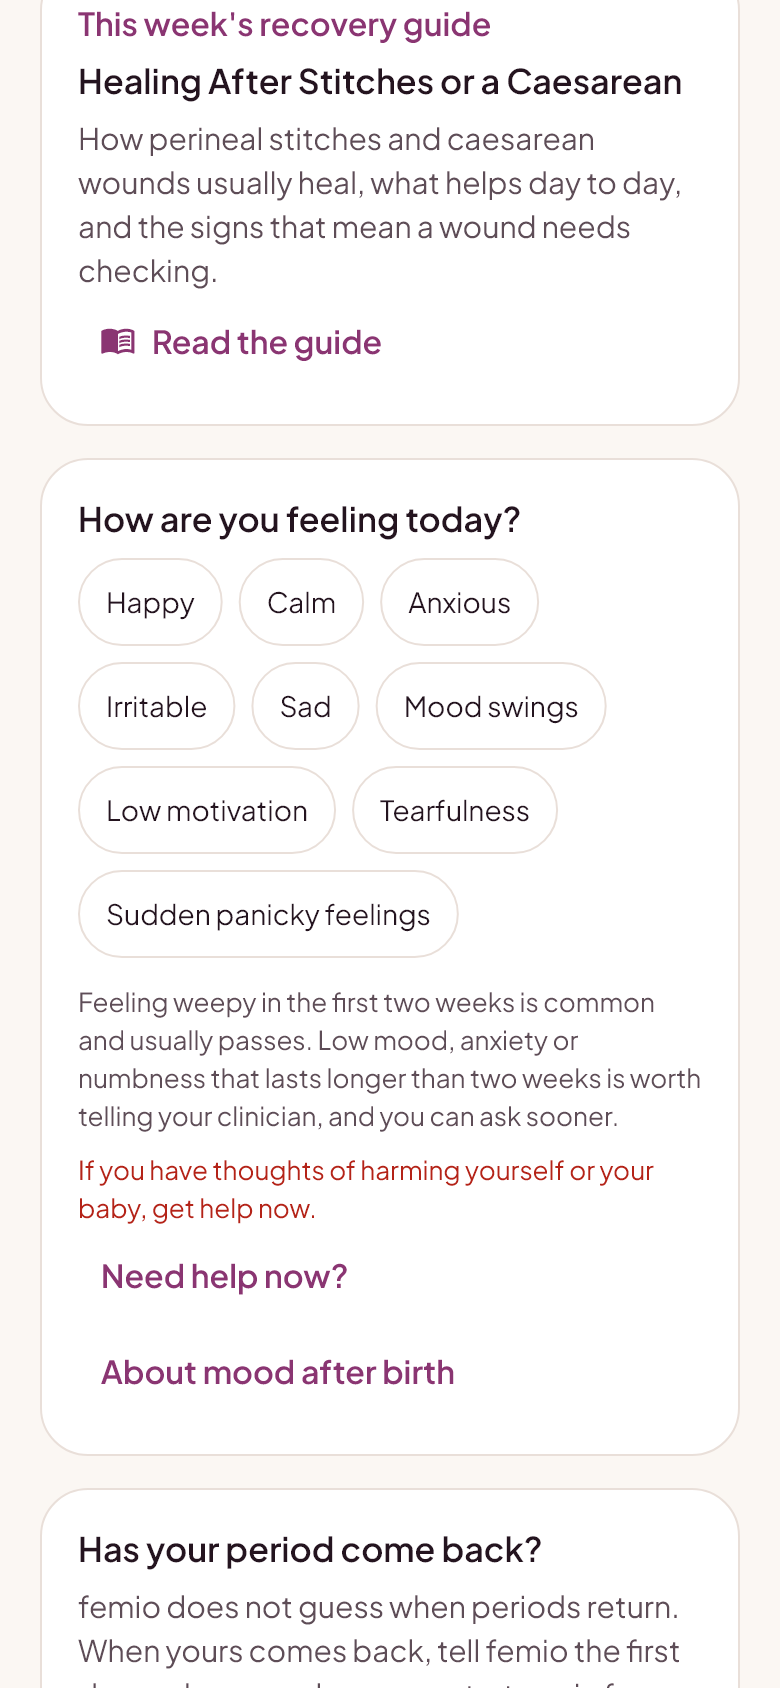 This week's recovery guide
Healing After Stitches or a Caesarean
How perineal stitches and caesarean
wounds usually heal, what helps day to day,
and the signs that mean a wound needs
checking.
Read the guide
How are you feeling today?
Happy Calm Anxious
Irritable Sad Mood swings
Low motivation Tearfulness
Sudden panicky feelings
Feeling weepy in the first two weeks is common
and usually passes. Low mood, anxiety or
numbness that lasts longer than two weeks is worth
telling your clinician, and you can ask sooner.
If you have thoughts of harming yourself or your
baby, get help now.
Need help now?
About mood after birth
Has your period come back?
femio does not guess when periods return.
When yours comes back, tell femio the first